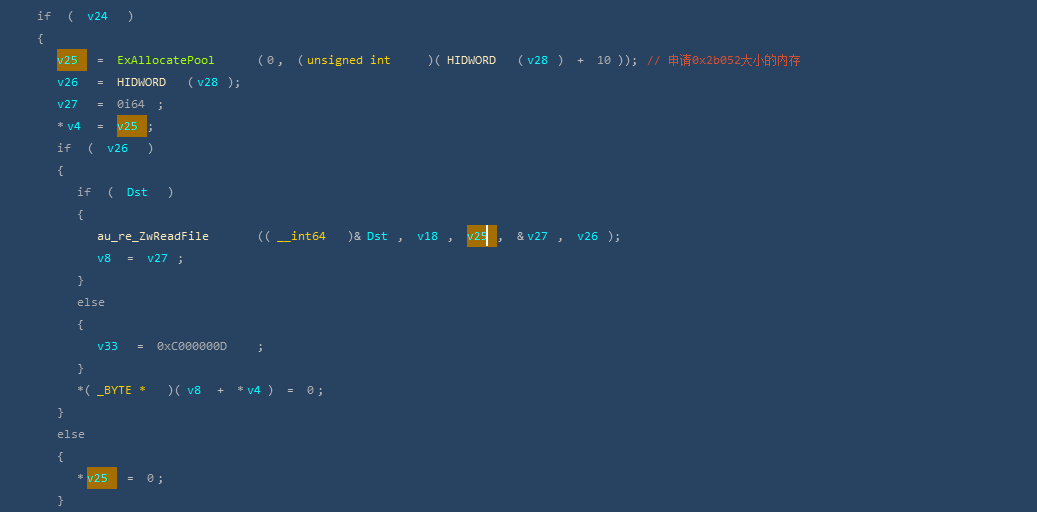 if ( v24 )
{
v25 = ExAllocatePool (0, (unsigned int )( HIDWORD ( v28 ) + 10 )); // 申请0x2b052大小的内存
v26 = HIDWORD ( v28 );
v27 = 0i64 ;
* v4 = v25 ;
if ( v26 )
{
if ( Dst )
{
au_re_ZwReadFile (( __int64 )& Dst , v18 , v25 , & v27 , v26 );
v8 = v27 ;
}
else
{
v33 = 0xC000000D ;
}
*( _BYTE * )( v8 + * v4 ) = 0 ;
}
else
{
* v25 = 0 ;
}